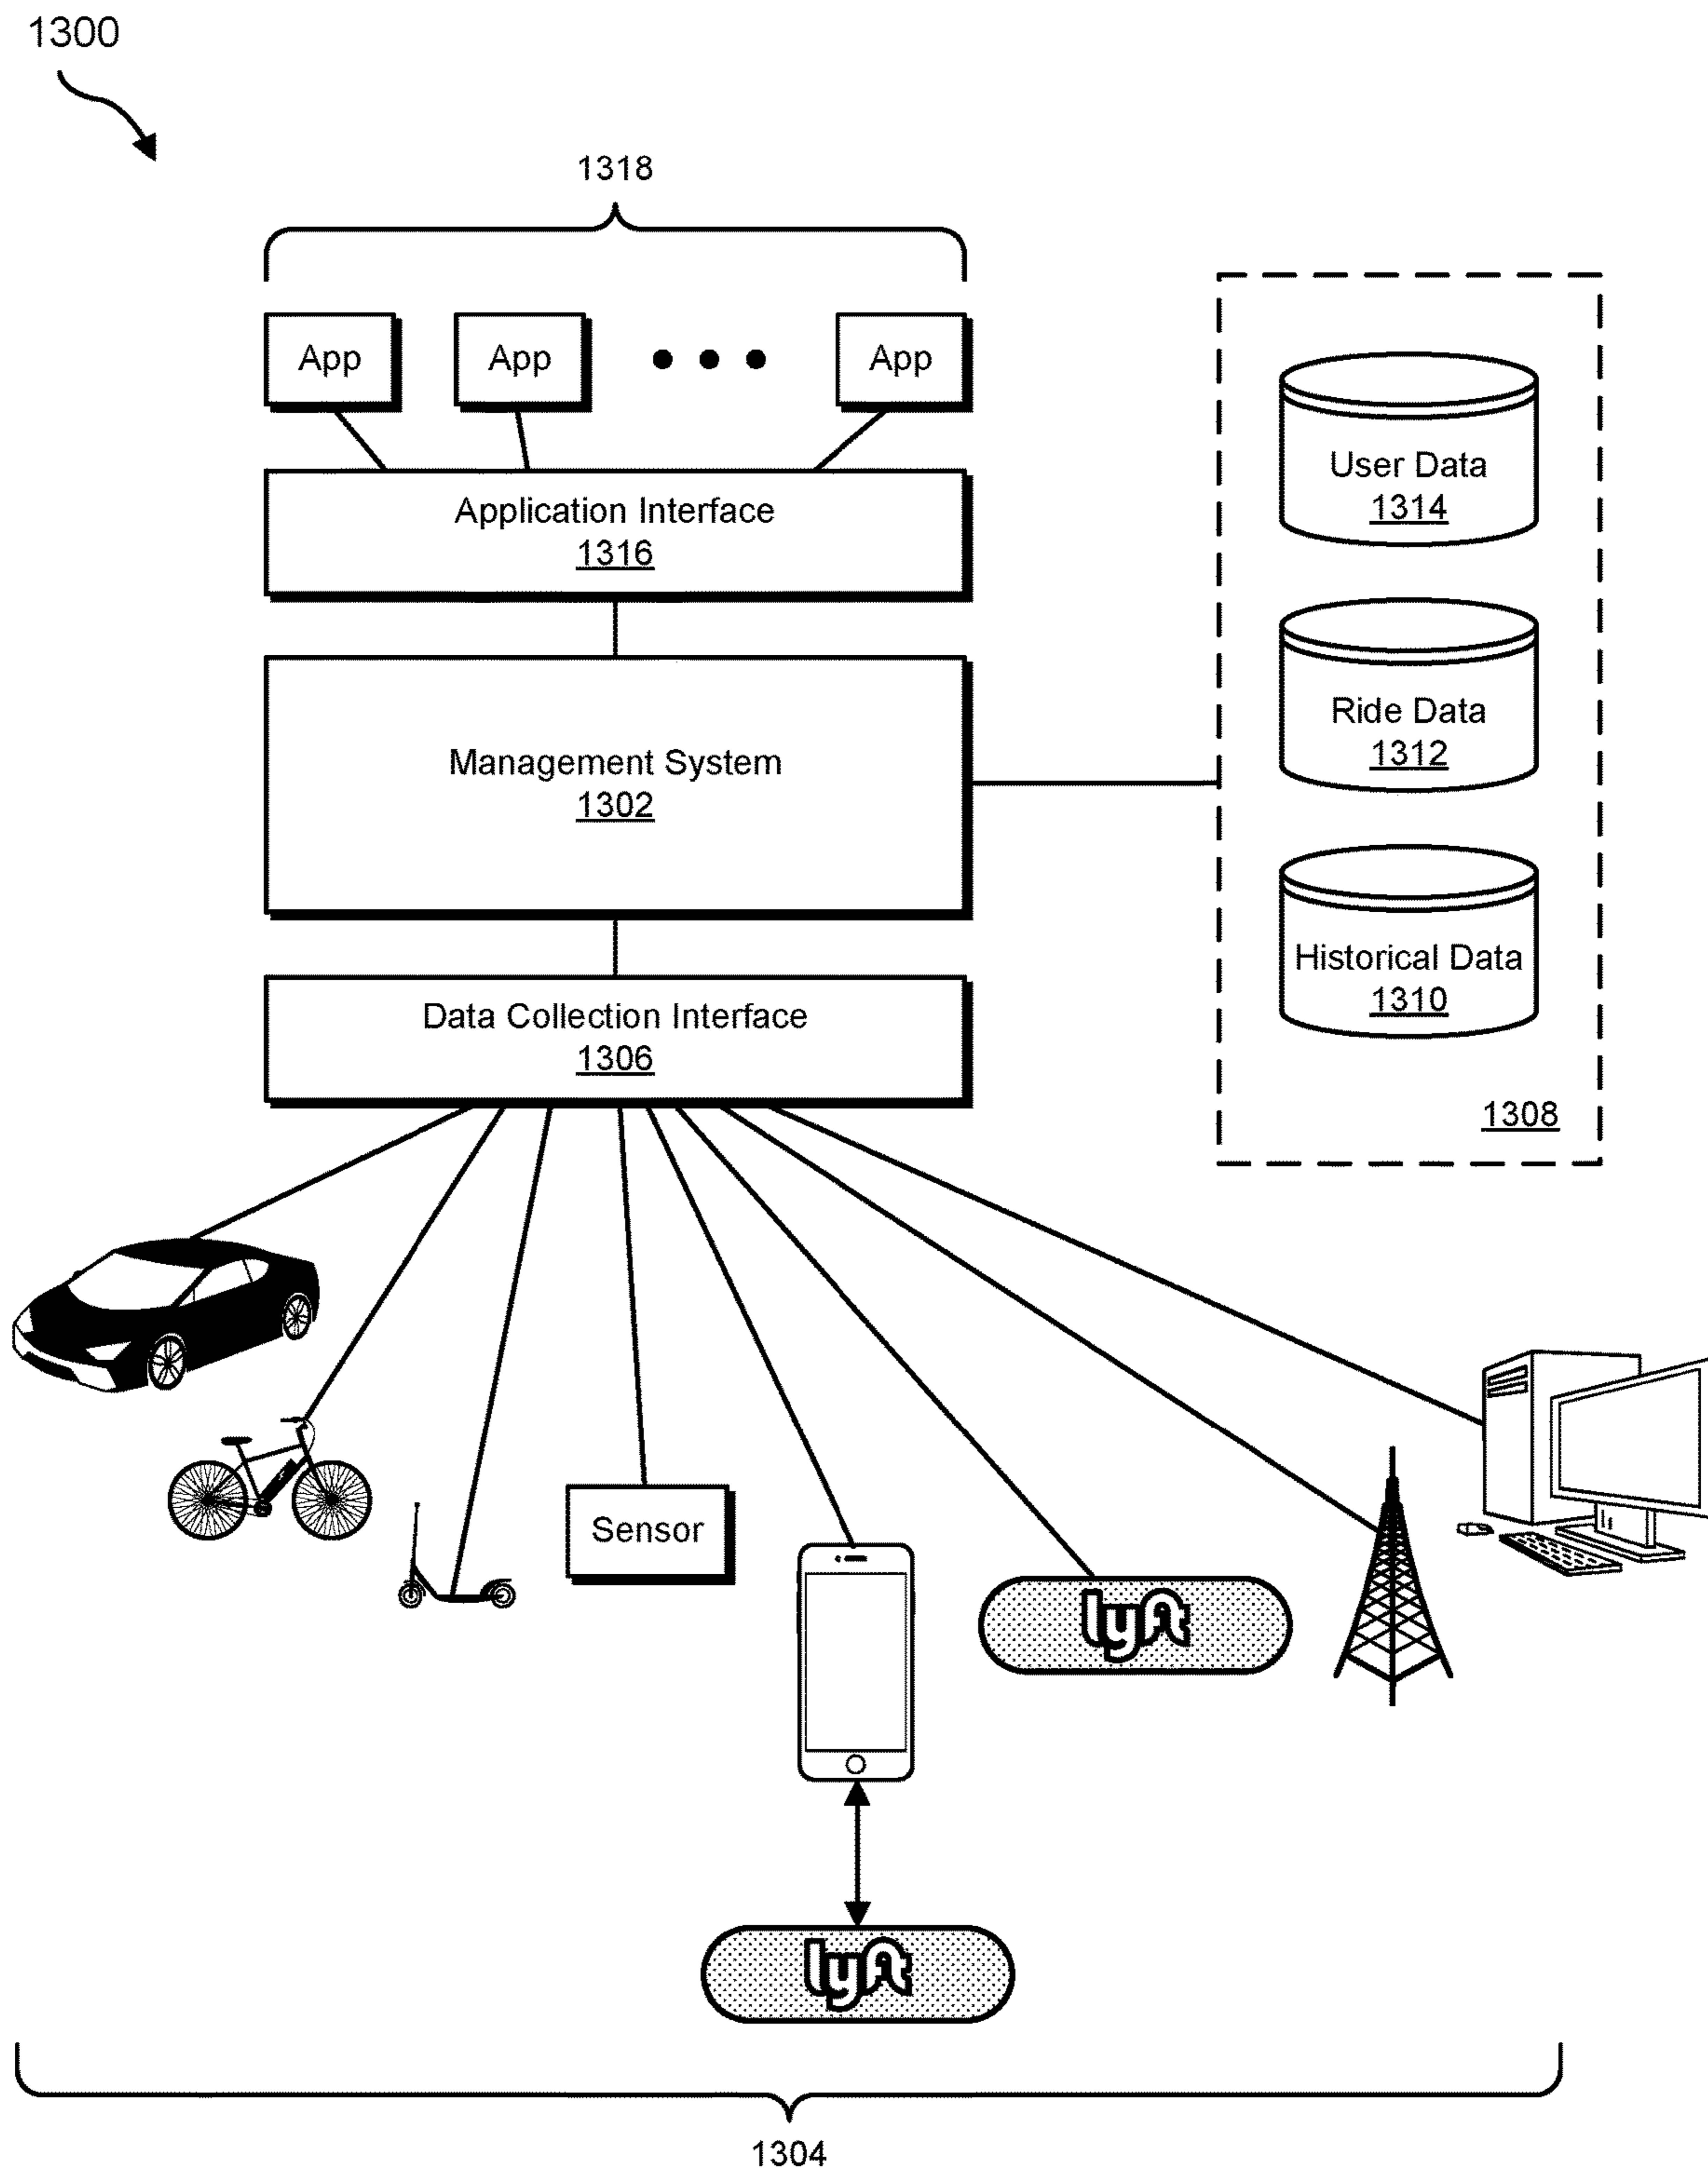 1300
1318
App
App
App
Application Interface
1316
Management System
1302
Data Collection Interface
1306
User Data
1314
Ride Data
1312
Historical Data
1310
1308
Sensor
lyft
lyft
1304